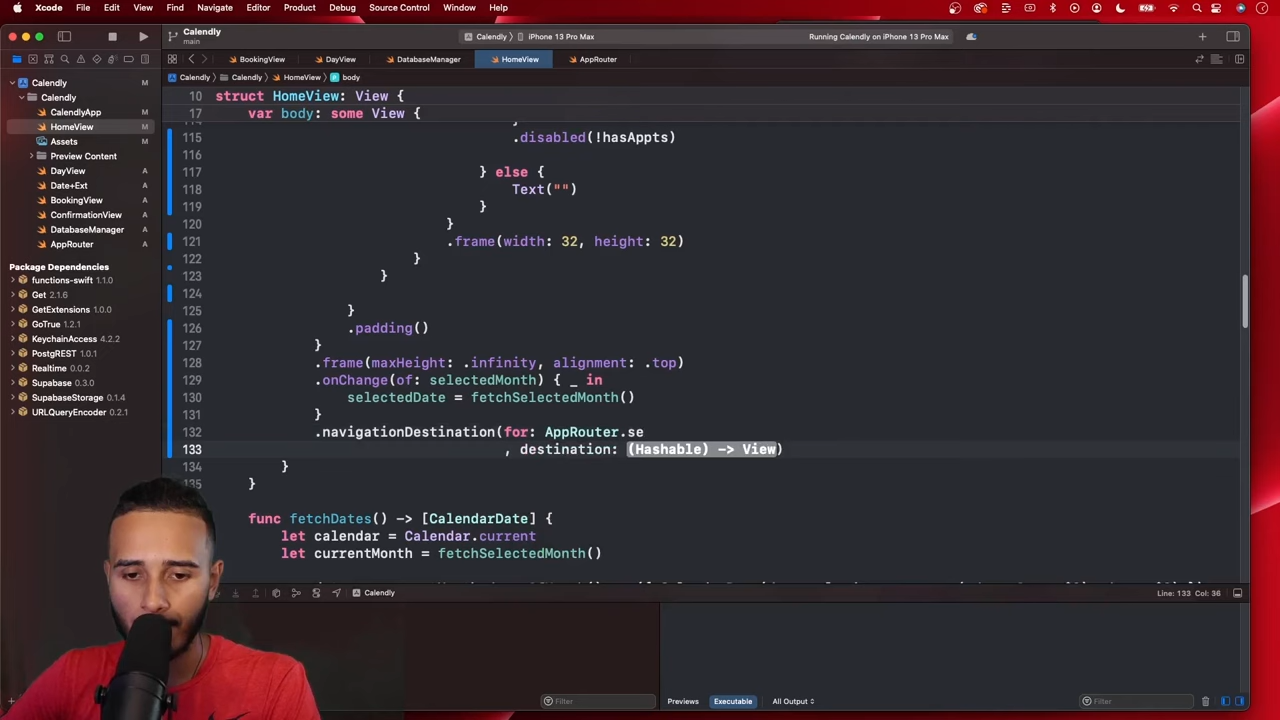 Xcode File Edit View Find Navigate Editor Product Debug Source Control Window Help
Calendly
main
Calendly 〉 iPhone 13 Pro Max
Running Calendly on iPhone 13 Pro Max
BookingView
DayView
DatabaseManager
HomeView
AppRouter
Calendly 〉 Calendly 〉 HomeView 〉 body
Calendly M
Calendly
CalendlyApp M
HomeView M
Assets M
Preview Content
DayView A
Date+Ext A
BookingView A
ConfirmationView A
DatabaseManager A
AppRouter A
Package Dependencies
functions-swift 1.1.0
Get 2.1.6
GetExtensions 1.0.0
GoTrue 1.2.1
KeychainAccess 4.2.2
PostgREST 1.0.1
Realtime 0.0.2
Supabase 0.3.0
SupabaseStorage 0.1.4
URLQueryEncoder 0.2.1
10 struct HomeView: View {
17 var body: some View {
115 .disabled(!hasAppts)
116
117 } else {
118 Text("")
119 }
120 }
121 .frame(width: 32, height: 32)
122 }
123 }
124
125 }
126 .padding()
127 }
128 .frame(maxHeight: .infinity, alignment: .top)
129 .onChange(of: selectedMonth) { _ in
130 selectedDate = fetchSelectedMonth()
131 }
132 .navigationDestination(for: AppRouter.se
133 , destination: (Hashable) -> View)
134 }
135 }
func fetchDates() -> [CalendarDate] {
let calendar = Calendar.current
let currentMonth = fetchSelectedMonth()
Calendly
Line: 133 Col: 36
Filter
Previews Executable All Output
Filter